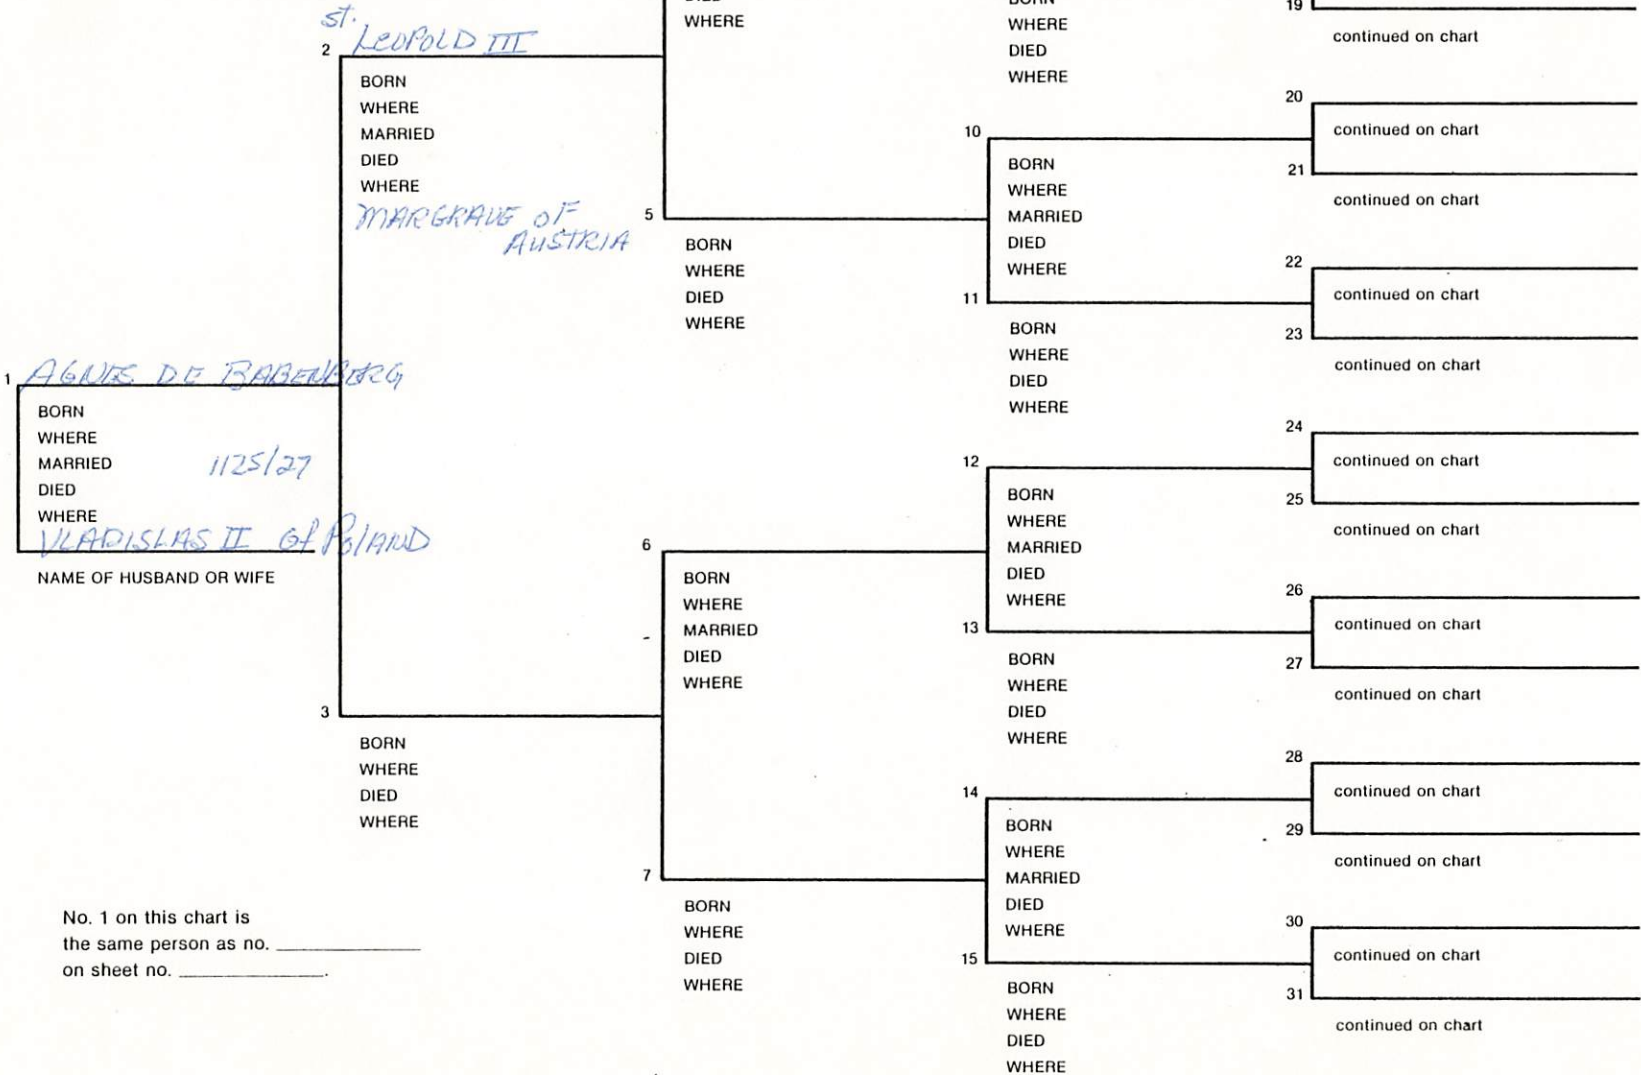 WHERE
BORN
WHERE
DIED
WHERE
19
continued on chart
st.
2 LEOPOLD III
BORN
WHERE
MARRIED
DIED
WHERE
MARGRAVE OF
AUSTRIA
5
BORN
WHERE
DIED
WHERE
10
BORN
WHERE
MARRIED
DIED
WHERE
11
BORN
WHERE
DIED
WHERE
20
continued on chart
21
continued on chart
22
continued on chart
23
continued on chart
1 AGNES DE BABENBERG
BORN
WHERE
MARRIED 1125/27
DIED
WHERE
VLADISLAS II of PolAND
NAME OF HUSBAND OR WIFE
3
BORN
WHERE
DIED
WHERE
6
BORN
WHERE
MARRIED
DIED
WHERE
7
BORN
WHERE
DIED
WHERE
12
BORN
WHERE
MARRIED
DIED
WHERE
13
BORN
WHERE
DIED
WHERE
14
BORN
WHERE
MARRIED
DIED
WHERE
15
BORN
WHERE
DIED
WHERE
24
continued on chart
25
continued on chart
26
continued on chart
27
continued on chart
28
continued on chart
29
continued on chart
30
continued on chart
31
continued on chart
No. 1 on this chart is
the same person as no.
on sheet no. .